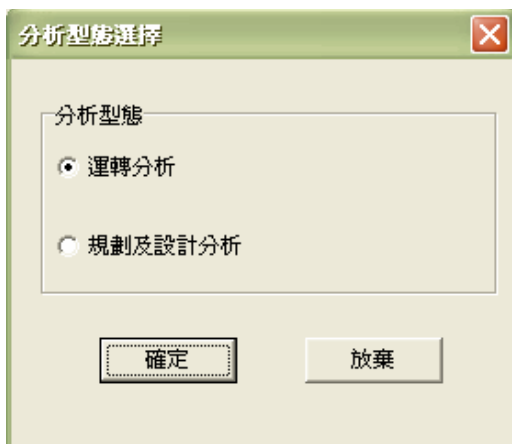 分析型態選擇
分析型態
運轉分析
規劃及設計分析
確定
放棄